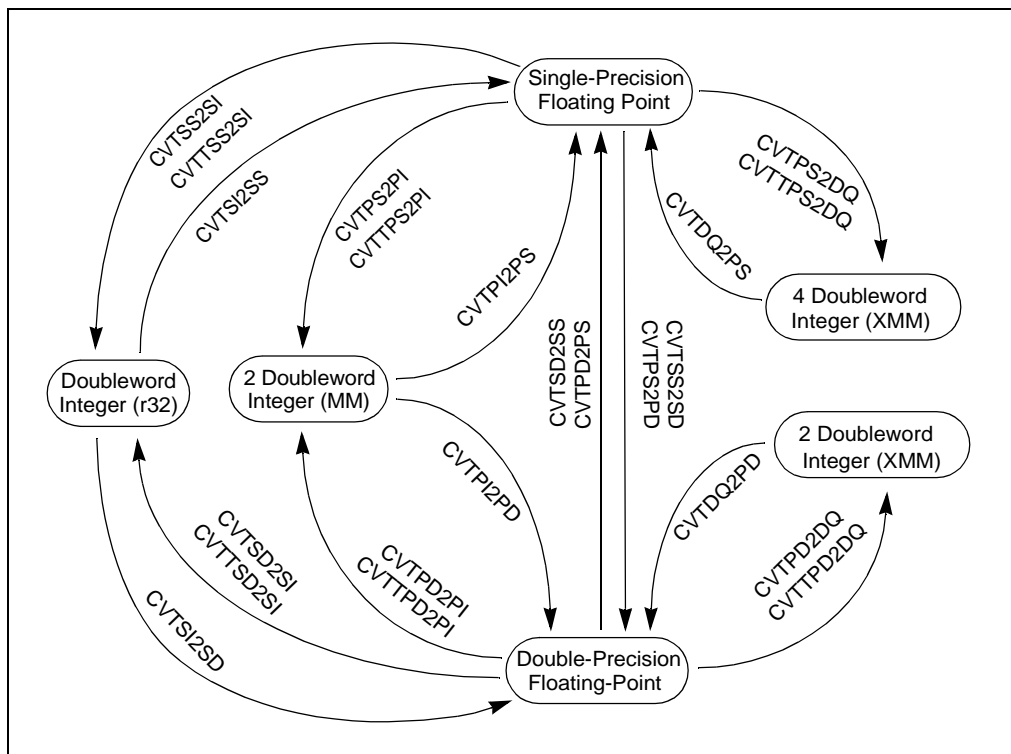 Single-Precision
Floating Point
CVTSS2SI
CVTTSS2SI
CVTSI2SS
CVTPS2PI
CVTTPS2PI
CVTPI2PS
CVTPS2DQ
CVTTPS2DQ
CVTDQ2PS
4 Doubleword
Integer (XMM)
Doubleword
Integer (r32)
2 Doubleword
Integer (MM)
CVTSD2SS
CVTPD2PS
CVTSS2SD
CVTPS2PD
2 Doubleword
Integer (XMM)
CVTPI2PD
CVTDQ2PD
CVTSD2SI
CVTTSD2SI
CVTPD2PI
CVTTPD2PI
CVTPD2DQ
CVTTPD2DQ
CVTSI2SD
Double-Precision
Floating-Point